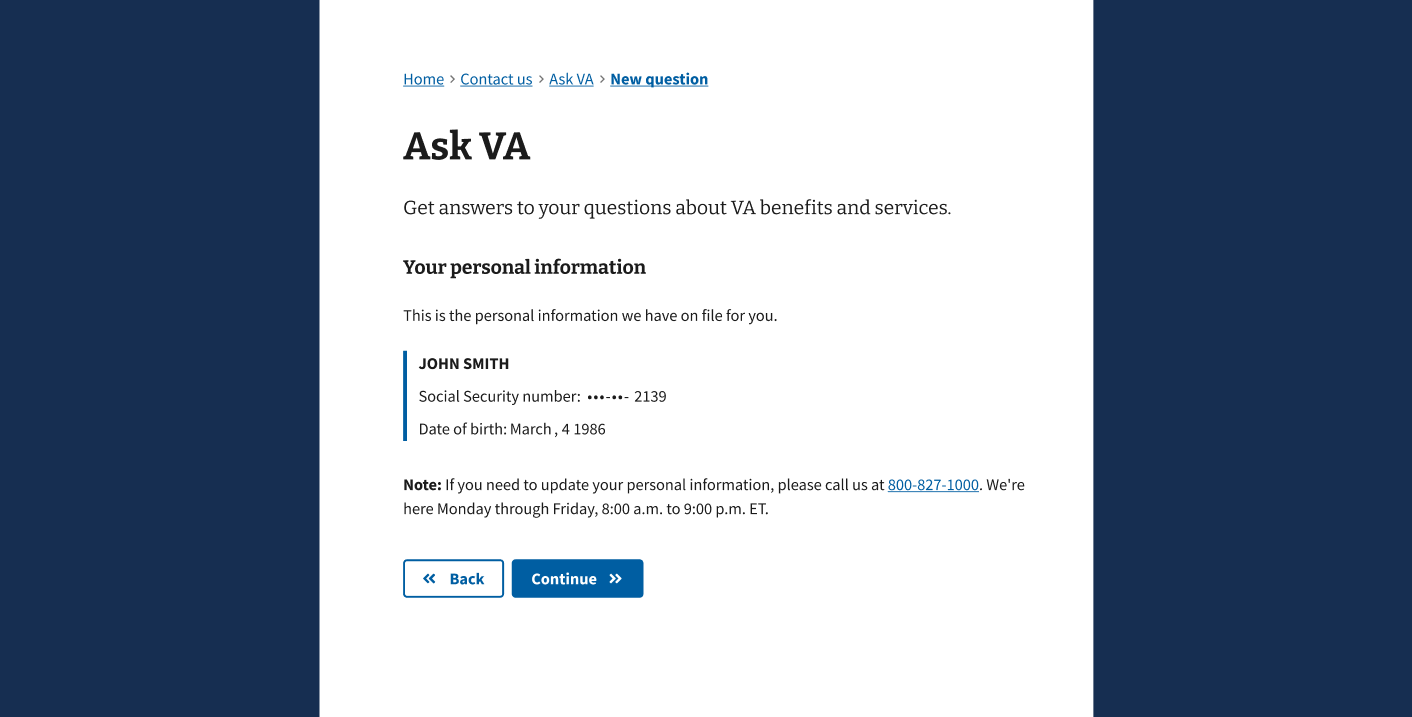 Home > Contact us > Ask VA > New question
Ask VA
Get answers to your questions about VA benefits and services.
Your personal information
This is the personal information we have on file for you.
JOHN SMITH
Social Security number: •••-••- 2139
Date of birth: March , 4 1986
Note: If you need to update your personal information, please call us at 800-827-1000. We're
here Monday through Friday, 8:00 a.m. to 9:00 p.m. ET.
« Back Continue »